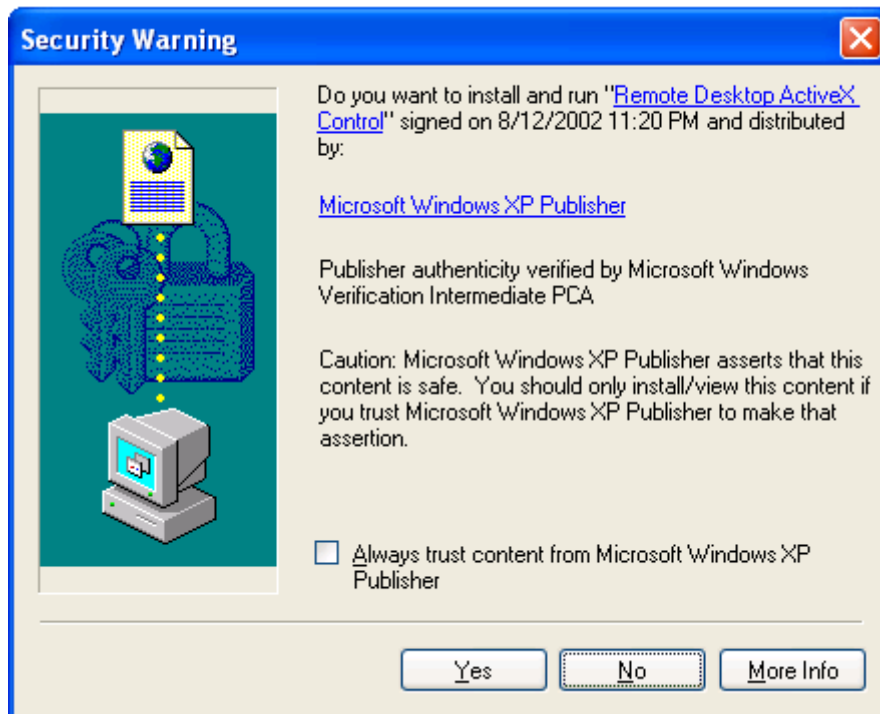 Security Warning
Do you want to install and run "Remote Desktop ActiveX
Control" signed on 8/12/2002 11:20 PM and distributed
by:
Microsoft Windows XP Publisher
Publisher authenticity verified by Microsoft Windows
Verification Intermediate PCA
Caution: Microsoft Windows XP Publisher asserts that this
content is safe.  You should only install/view this content if
you trust Microsoft Windows XP Publisher to make that
assertion.
Always trust content from Microsoft Windows XP
Publisher
Yes No More Info